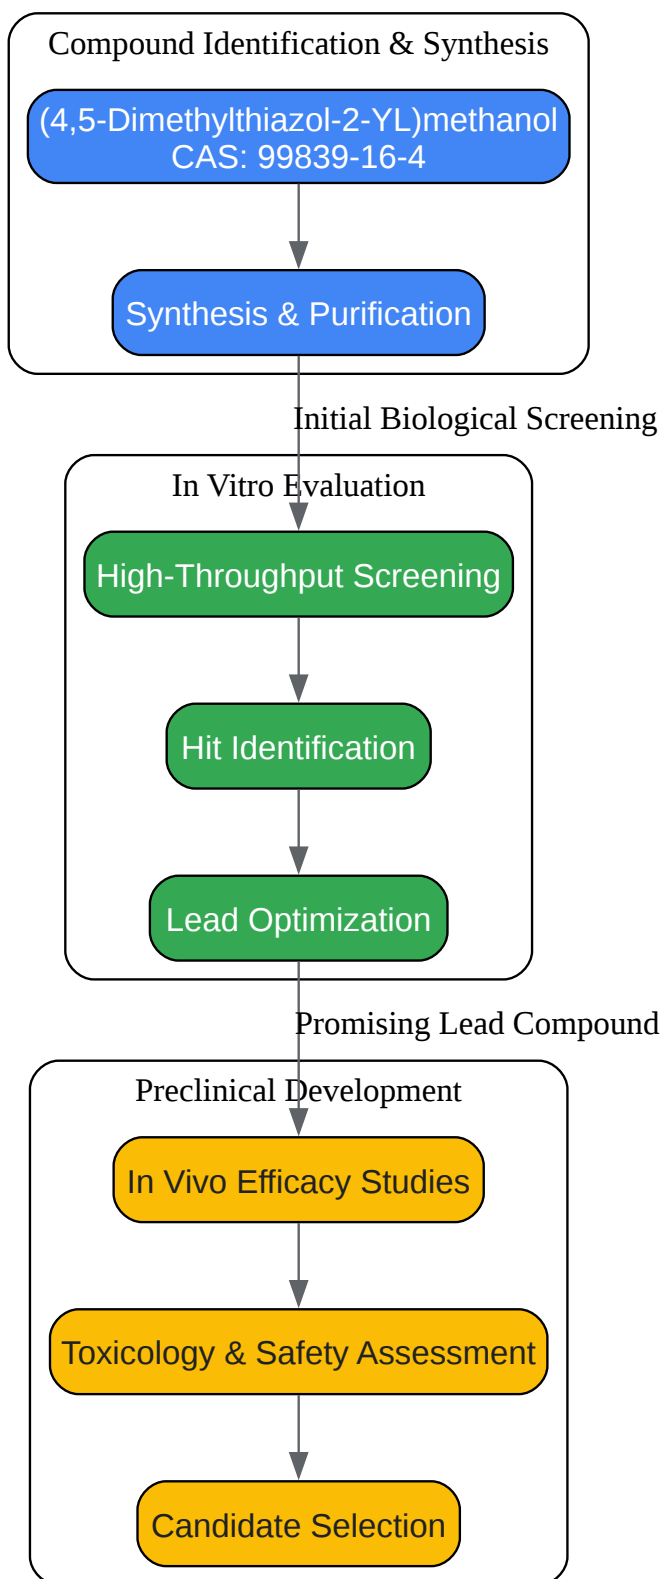 Compound Identification & Synthesis
(4,5-Dimethylthiazol-2-YL)methanol
CAS: 99839-16-4
Synthesis & Purification
Initial Biological Screening
In Vitro Evaluation
High-Throughput Screening
Hit Identification
Lead Optimization
Promising Lead Compound
Preclinical Development
In Vivo Efficacy Studies
Toxicology & Safety Assessment
Candidate Selection